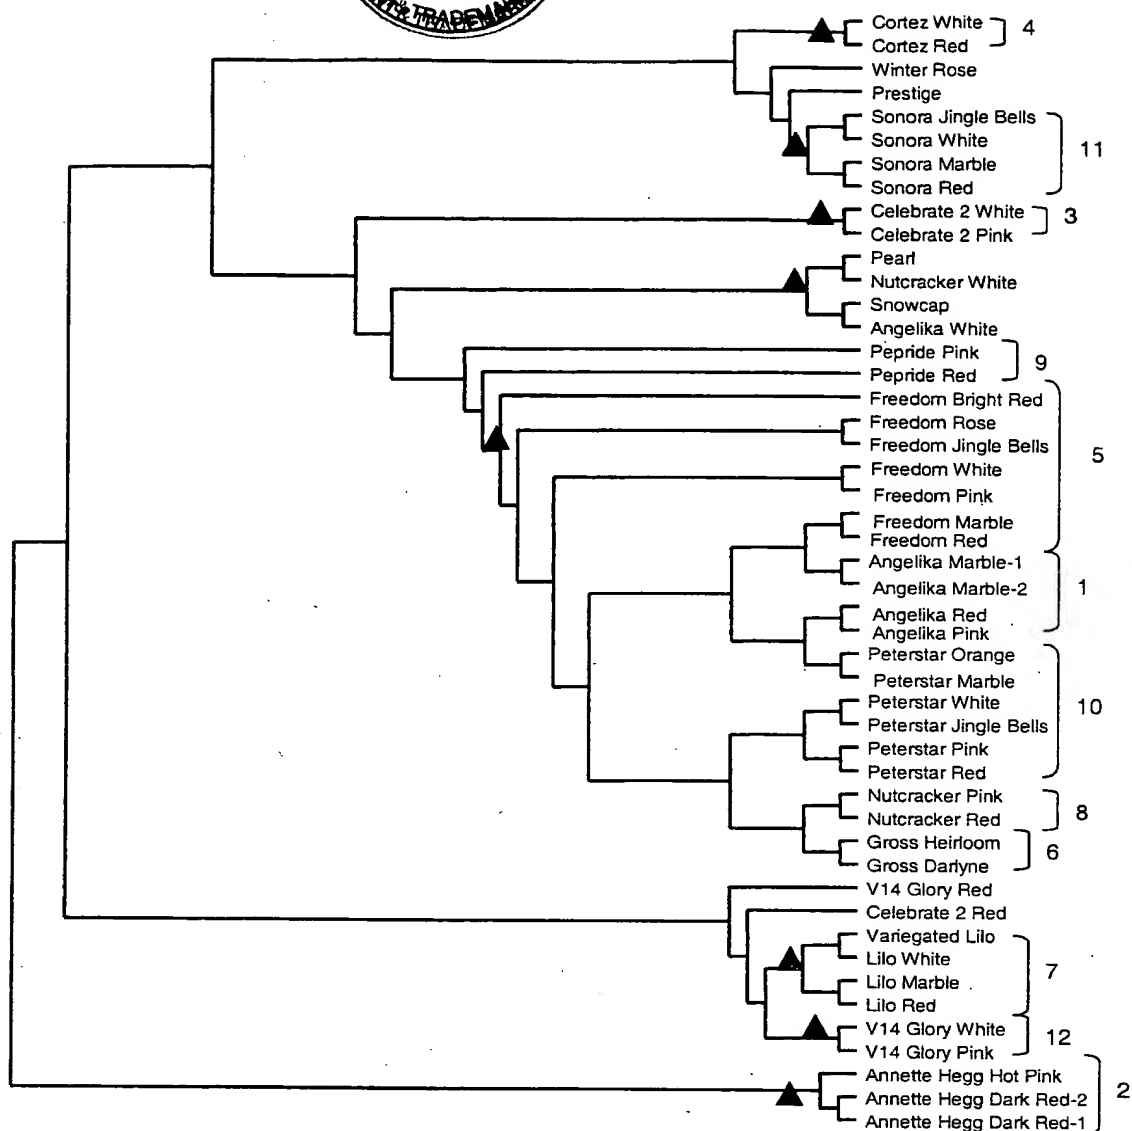 & TRADEMARK
Cortez White
4
Cortez Red
Winter Rose
Prestige
Sonora Jingle Bells
Sonora White
11
Sonora Marble
Sonora Red
Celebrate 2 White
3
Celebrate 2 Pink
Pearl
Nutcracker White
Snowcap
Angelika White
Pepride Pink
9
Pepride Red
Freedom Bright Red
Freedom Rose
Freedom Jingle Bells
5
Freedom White
Freedom Pink
Freedom Marble
Freedom Red
Angelika Marble-1
1
Angelika Marble-2
Angelika Red
Angelika Pink
Peterstar Orange
Peterstar Marble
Peterstar White
10
Peterstar Jingle Bells
Peterstar Pink
Peterstar Red
Nutcracker Pink
8
Nutcracker Red
Gross Heirloom
6
Gross Darlyne
V14 Glory Red
Celebrate 2 Red
Variegated Lilo
Lilo White
7
Lilo Marble
Lilo Red
V14 Glory White
12
V14 Glory Pink
Annette Hegg Hot Pink
2
Annette Hegg Dark Red-2
Annette Hegg Dark Red-1